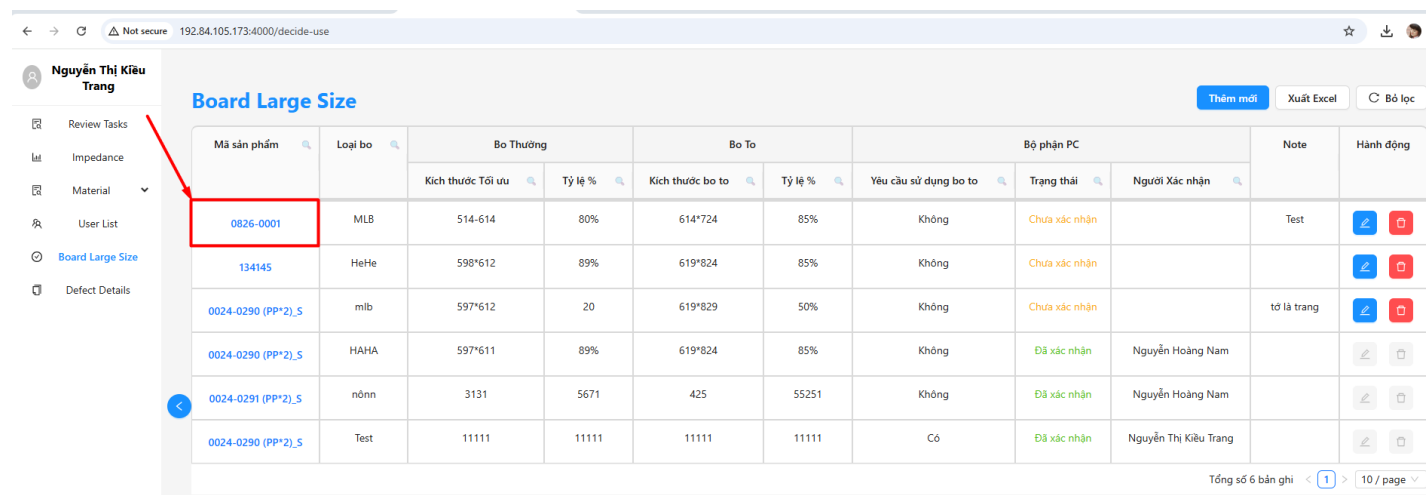 Not secure 192.84.105.173:4000/decide-use
Nguyễn Thị Kiều Trang
Review Tasks
Impedance
Material
User List
Board Large Size
Defect Details
Board Large Size
Thêm mới Xuất Excel Bỏ lọc
Mã sản phẩm Loại bo Bo Thường Bo To Bộ phận PC Note Hành động
Kích thước Tối ưu Tỷ lệ % Kích thước bo to Tỷ lệ % Yêu cầu sử dụng bo to Trạng thái Người Xác nhận
0826-0001 MLB 514-614 80% 614*724 85% Không Chưa xác nhận Test
134145 HeHe 598*612 89% 619*824 85% Không Chưa xác nhận
0024-0290 (PP*2)_S mlb 597*612 20 619*829 50% Không Chưa xác nhận tớ là trang
0024-0290 (PP*2)_S HAHA 597*611 89% 619*824 85% Không Đã xác nhận Nguyễn Hoàng Nam
0024-0291 (PP*2)_S nônn 3131 5671 425 55251 Không Đã xác nhận Nguyễn Hoàng Nam
0024-0290 (PP*2)_S Test 11111 11111 11111 11111 Có Đã xác nhận Nguyễn Thị Kiều Trang
Tổng số 6 bản ghi < 1 > 10 / page